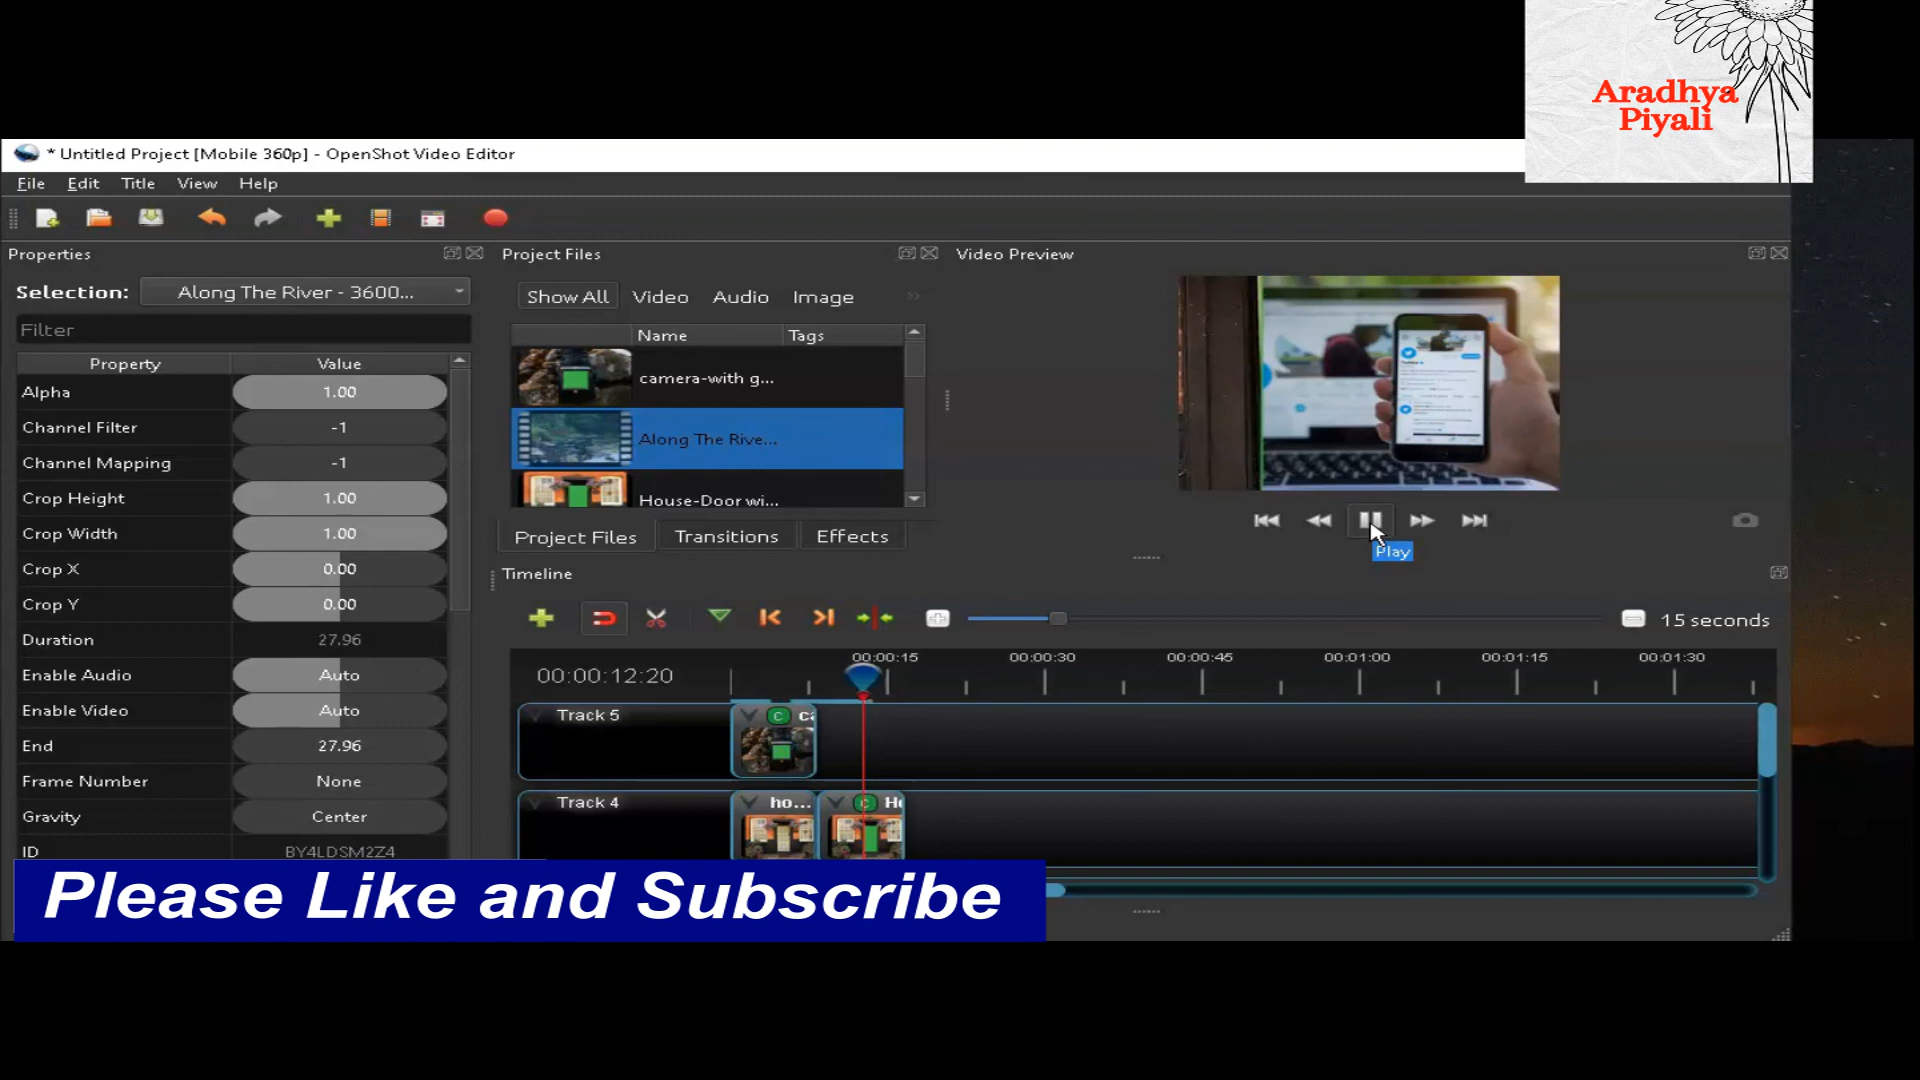 Aradhya
Piyali
* Untitled Project [Mobile 360p] - OpenShot Video Editor
File Edit Title View Help
Properties
Project Files
Video Preview
Selection: Along The River - 3600...
Show All Video Audio Image »
Filter
Name Tags
Property Value
Alpha 1.00
camera-with g...
Channel Filter -1
Along The Rive...
Channel Mapping -1
Crop Height 1.00
House-Door wi...
Crop Width 1.00
Project Files Transitions Effects
Play
Crop X 0.00
Timeline
Crop Y 0.00
15 seconds
Duration 27.96
00:00:15 00:00:30 00:00:45 00:01:00 00:01:15 00:01:30
Enable Audio Auto
00:00:12:20
Enable Video Auto
Track 5 C
End 27.96
Frame Number None
Track 4 ho... C
Gravity Center
ID BY4LDSM2Z4
Please Like and Subscribe